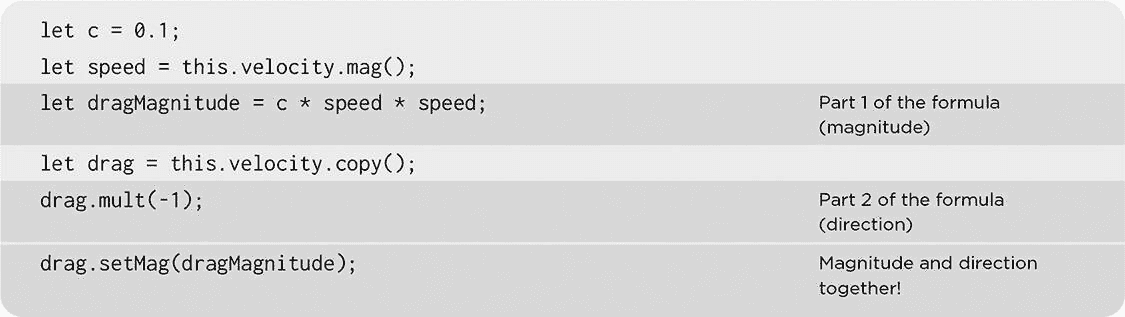 let c = 0.1;
let speed = this.velocity.mag();
let dragMagnitude = c * speed * speed;
Part 1 of the formula
(magnitude)
let drag = this.velocity.copy();
drag.mult(-1);
Part 2 of the formula
(direction)
drag.setMag(dragMagnitude);
Magnitude and direction
together!